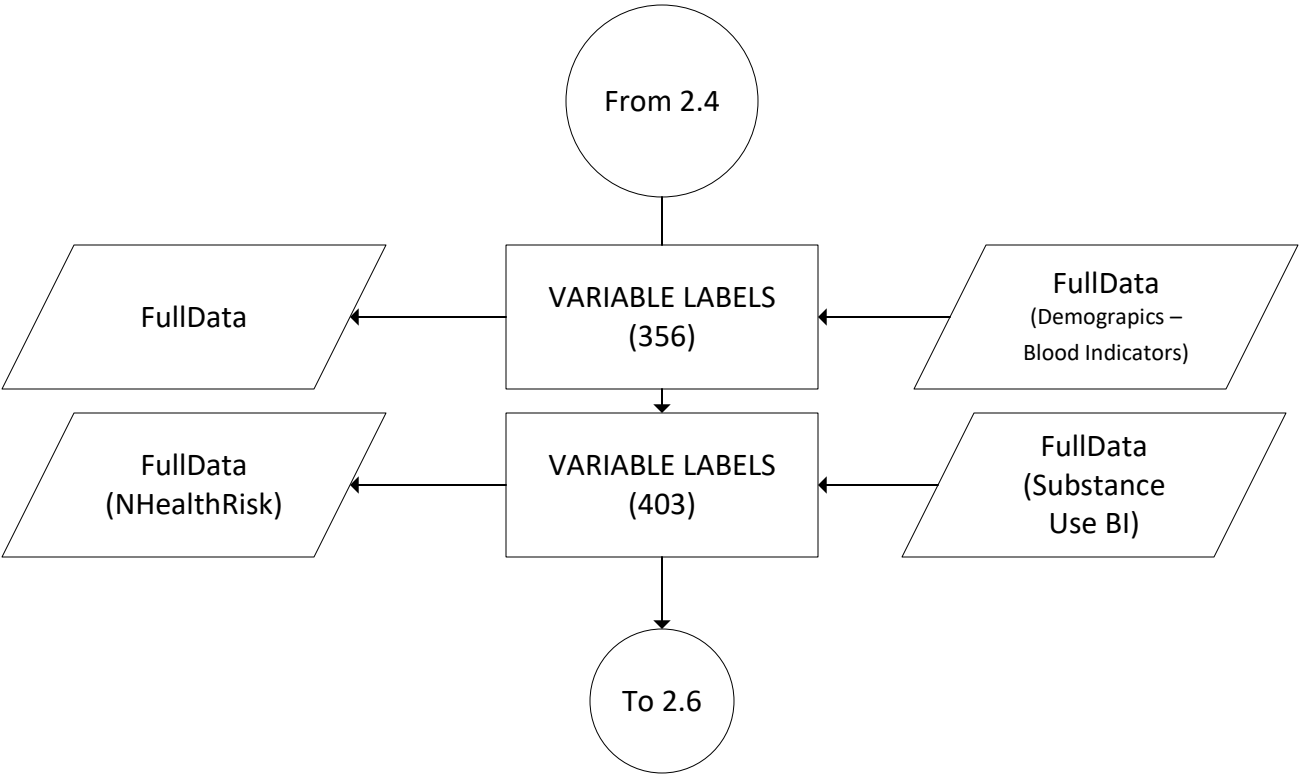 From 2.4
FullData
VARIABLE LABELS
(356)
FullData
(Demograpics –
Blood Indicators)
FullData
(NHealthRisk)
VARIABLE LABELS
(403)
FullData
(Substance
Use BI)
To 2.6